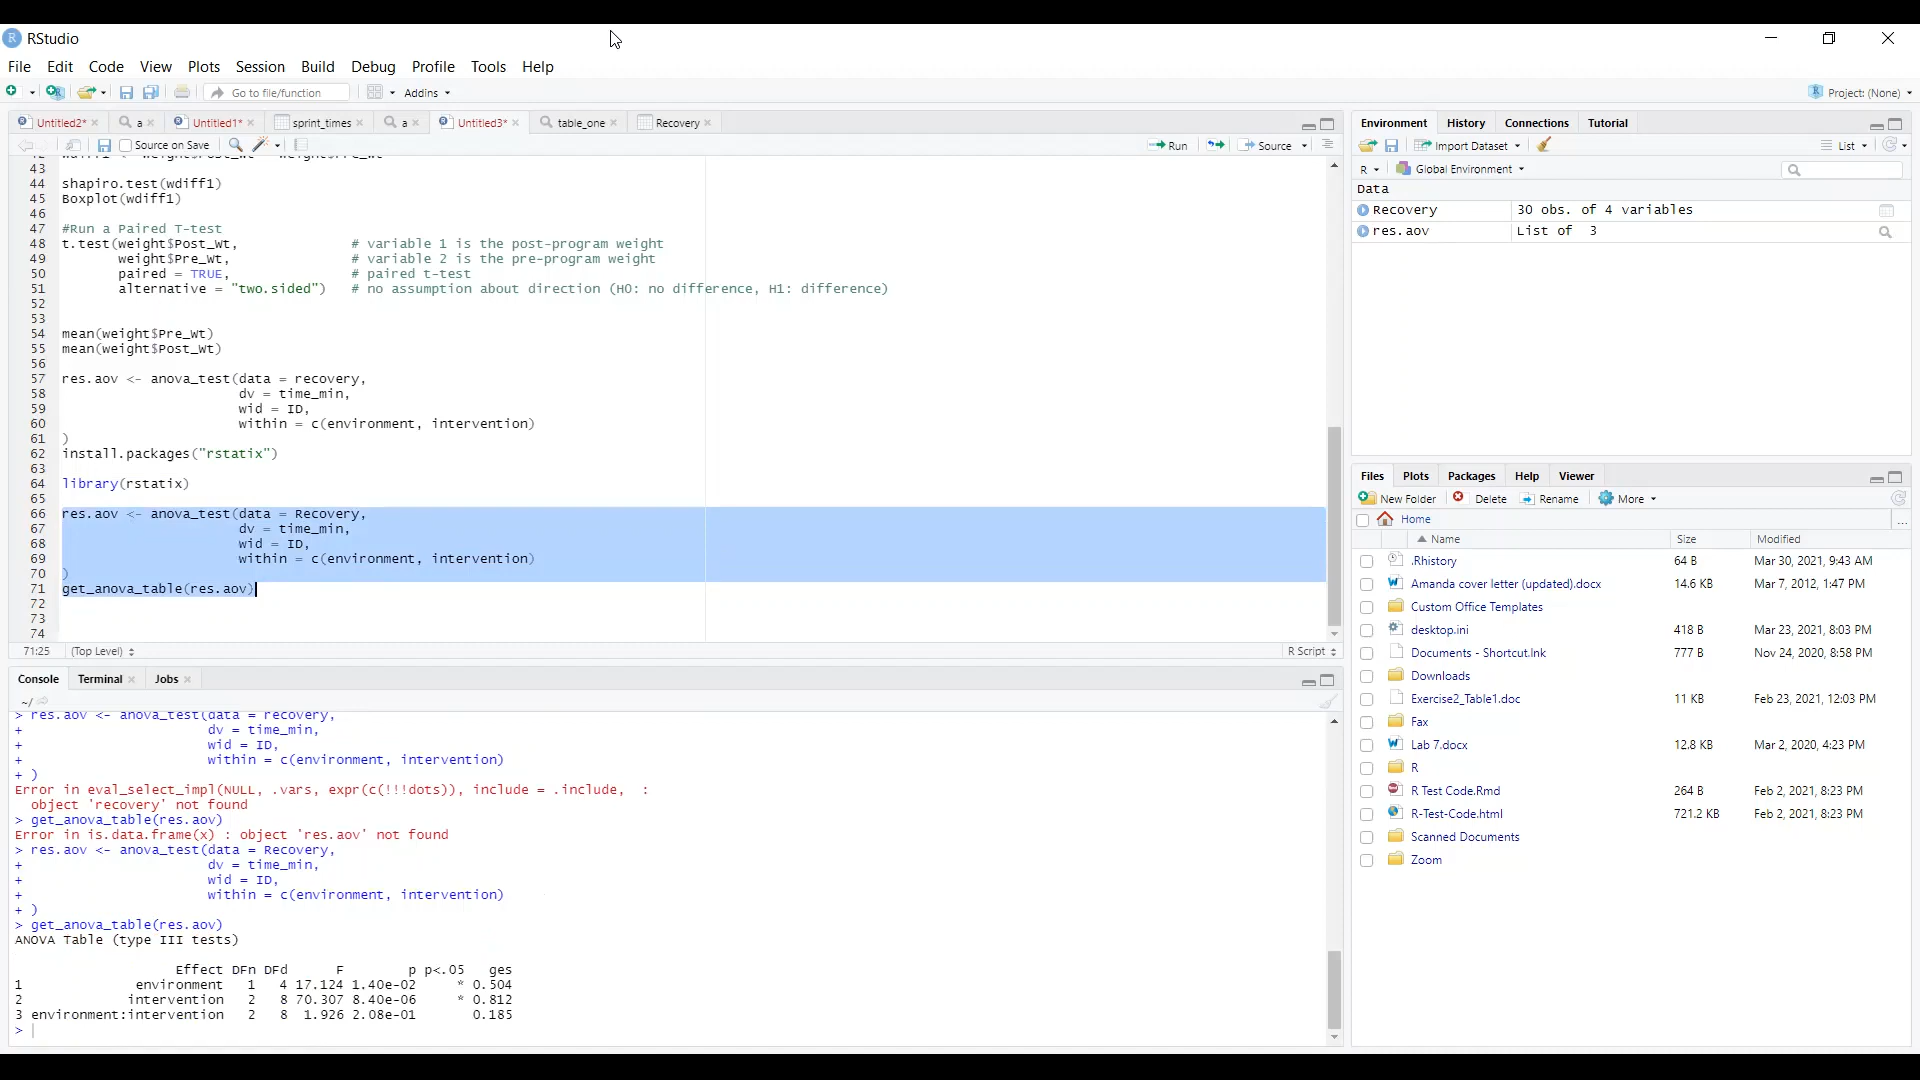 RStudio
File Edit Code View Plots Session Build Debug Profile Tools Help
Go to file/function Addins Project: (None)
Untitled2* a Untitled1* sprint_times a Untitled3* table_one Recovery
Source on Save Run Source
43
44 shapiro.test(wdiff1)
45 Boxplot(wdiff1)
46
47 #Run a Paired T-test
48 t.test(weight$Post_Wt, # variable 1 is the post-program weight
49 weight$Pre_Wt, # variable 2 is the pre-program weight
50 paired = TRUE, # paired t-test
51 alternative = "two.sided") # no assumption about direction (H0: no difference, H1: difference)
52
53
54 mean(weight$Pre_Wt)
55 mean(weight$Post_Wt)
56
57 res.aov <- anova_test(data = recovery,
58 dv = time_min,
59 wid = ID,
60 within = c(environment, intervention)
61 )
62 install.packages("rstatix")
63
64 library(rstatix)
65
66 res.aov <- anova_test(data = Recovery,
67 dv = time_min,
68 wid = ID,
69 within = c(environment, intervention)
70 )
71 get_anova_table(res.aov)
72
73
74
71:25 (Top Level) R Script
Console Terminal Jobs
~/
> res.aov <- anova_test(data = recovery,
+ dv = time_min,
+ wid = ID,
+ within = c(environment, intervention)
+ )
Error in eval_select_impl(NULL, .vars, expr(c(!!!dots)), include = .include, :
object 'recovery' not found
> get_anova_table(res.aov)
Error in is.data.frame(x) : object 'res.aov' not found
> res.aov <- anova_test(data = Recovery,
+ dv = time_min,
+ wid = ID,
+ within = c(environment, intervention)
+ )
> get_anova_table(res.aov)
ANOVA Table (type III tests)
Effect DFn DFd F p p<.05 ges
1 environment 1 4 17.124 1.40e-02 * 0.504
2 intervention 2 8 70.307 8.40e-06 * 0.812
3 environment:intervention 2 8 1.926 2.08e-01 0.185
>
Environment History Connections Tutorial
Import Dataset List
R Global Environment
Data
Recovery 30 obs. of 4 variables
res.aov List of 3
Files Plots Packages Help Viewer
New Folder Delete Rename More
Home ...
Name Size Modified
.Rhistory 64 B Mar 30, 2021, 9:43 AM
Amanda cover letter (updated).docx 14.6 KB Mar 7, 2012, 1:47 PM
Custom Office Templates
desktop.ini 418 B Mar 23, 2021, 8:03 PM
Documents - Shortcut.lnk 777 B Nov 24, 2020, 8:58 PM
Downloads
Exercise2_Table1.doc 11 KB Feb 23, 2021, 12:03 PM
Fax
Lab 7.docx 12.8 KB Mar 2, 2020, 4:23 PM
R
R Test Code.Rmd 264 B Feb 2, 2021, 8:23 PM
R-Test-Code.html 721.2 KB Feb 2, 2021, 8:23 PM
Scanned Documents
Zoom